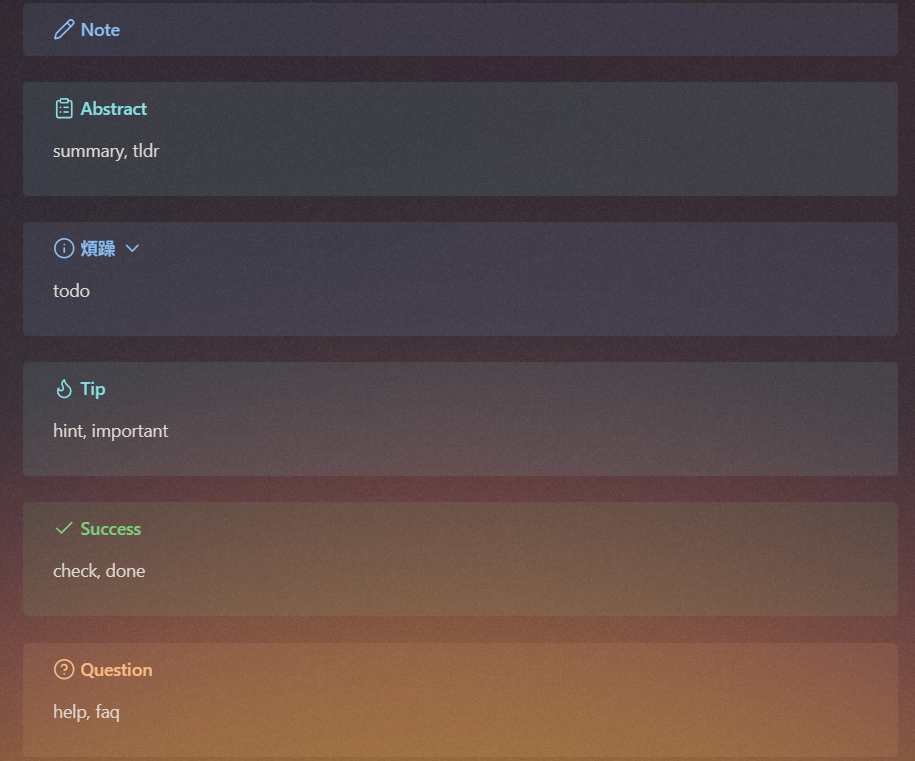 Note
Abstract
summary, tldr
煩躁
todo
Tip
hint, important
Success
check, done
Question
help, faq